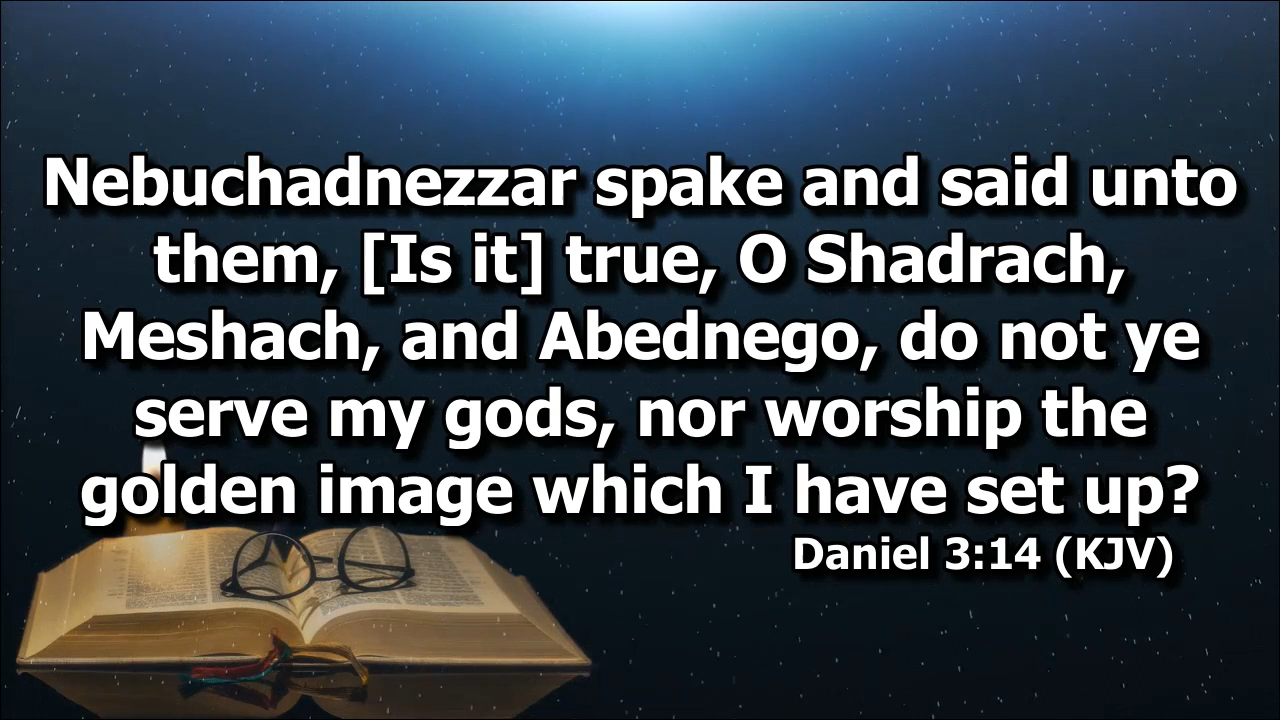 Nebuchadnezzar spake and said unto
them, [Is it] true, O Shadrach,
Meshach, and Abednego, do not ye
serve my gods, nor worship the
golden image which I have set up?
Daniel 3:14 (KJV)